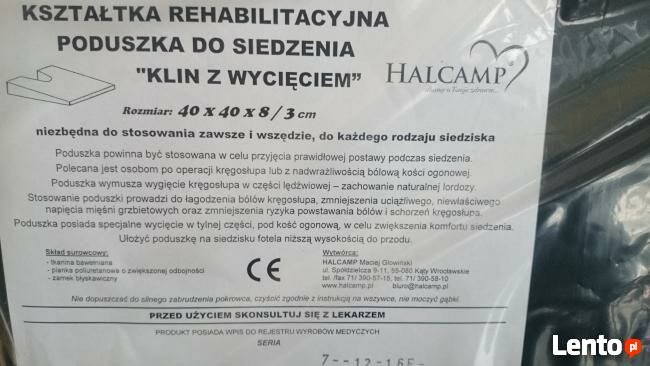 KSZTAŁTKA REHABILITACYJNA
PODUSZKA DO SIEDZENIA
"KLIN Z WYCIĘCIEM"
HALCAMP
Rozmiar: 40 x 40 x 8 / 3 cm
niezbędna do stosowania zawsze i wszędzie, do każdego rodzaju siedziska
Poduszka powinna być stosowana w celu przyjęcia prawidłowej postawy podczas siedzenia.
Polecana jest osobom po operacji kręgosłupa lub z nadwrażliwością bólową kości ogonowej.
Poduszka wymusza wygięcie kręgosłupa w części lędźwiowej – zachowanie naturalnej lordozy.
Stosowanie poduszki prowadzi do łagodzenia bólów kręgosłupa, zmniejszenia uciążliwego, niewłaściwego
napięcia mięśni grzbietowych oraz zmniejszenia ryzyka powstawania bólów i schorzeń kręgosłupa.
Poduszka posiada specjalne wycięcie w tylnej części, pod kość ogonową, w celu zwiększenia komfortu siedzenia.
Ułożyć poduszkę na siedzisku fotela niższą wysokością do przodu.
Skład surowcowy:
- tkanina bawełniana
- pianka poliuretanowa o zwiększonej odbojności
- zamek błyskawiczny
CE
Wytwórca:
HALCAMP Maciej Głowiński
ul. Spółdzielcza 9-11, 55-080 Kąty Wrocławskie
tel. /fax 71/ 390-57-15, tel. 71/ 391-58-10
www.halcamp.pl biuro@halcamp.pl
Nie dopuszczać do silnego zabrudzenia pokrowca, czyścić zgodnie z instrukcją na wszywce, nie moczyć gąbki.
PRZED UŻYCIEM SKONSULTUJ SIĘ Z LEKARZEM
PRODUKT POSIADA WPIS DO REJESTRU WYROBÓW MEDYCZNYCH
SERIA
Lento.pl